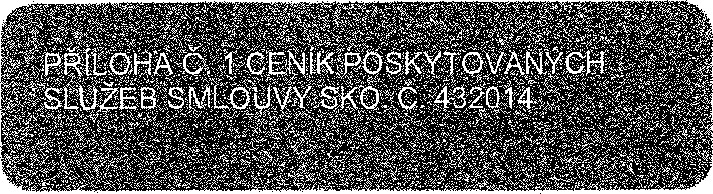 PŘÍLOHA Č. 1 CENÍK POSKYTOVANÝCH
SLUŽEB SMLOUVY SKO. C. 432014